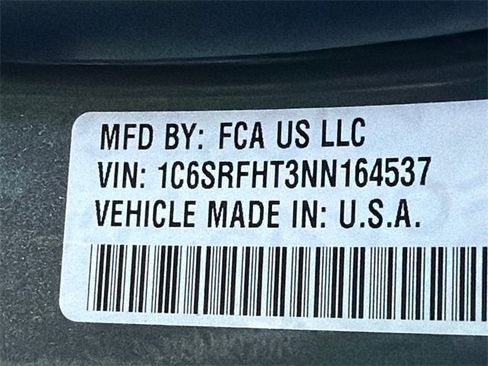 MFD BY: FCA US LLC
VIN: 1C6SRFHT3NN164537
VEHICLE MADE IN: U.S.A.